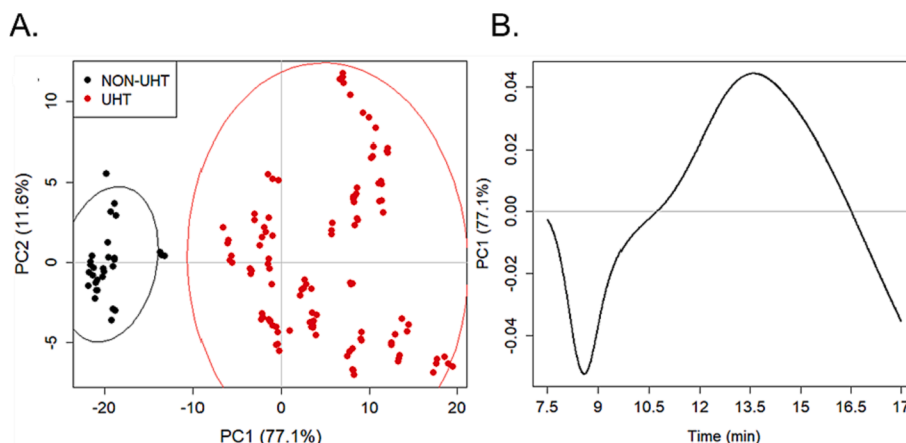 A.
NON-UHT
UHT
PC2 (11.6%)
10
5
0
-5
-20
-10
0
10
20
PC1 (77.1%)
B.
PC1 (77.1%)
0.04
0.02
0.00
-0.02
-0.04
7.5
9
10.5
12
13.5
15
16.5
17
Time (min)